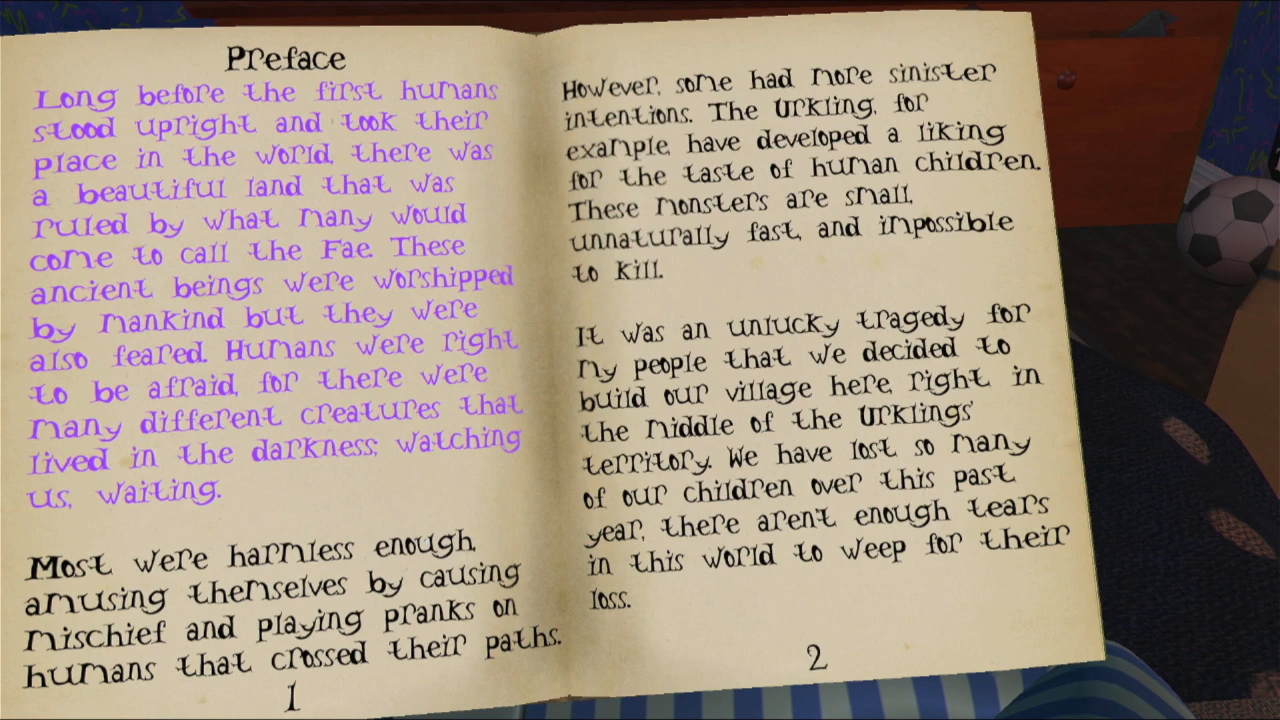 Preface
Long before the first humans
stood upright and took their
place in the world, there was
a beautiful land that was
ruled by what many would
come to call the Fae. These
ancient beings were worshipped
by mankind but they were
also feared. Humans were right
to be afraid, for there were
many different creatures that
lived in the darkness; watching
us, waiting.
Most were harmless enough,
amusing themselves by causing
mischief and playing pranks on
humans that crossed their paths.
1
However, some had more sinister
intentions. The Urkling, for
example, have developed a liking
for the taste of human children.
These monsters are small,
unnaturally fast, and impossible
to kill.
It was an unlucky tragedy for
my people that we decided to
build our village here, right in
the middle of the Urklings'
territory. We have lost so many
of our children over this past
year, there aren't enough tears
in this world to weep for their
loss.
2